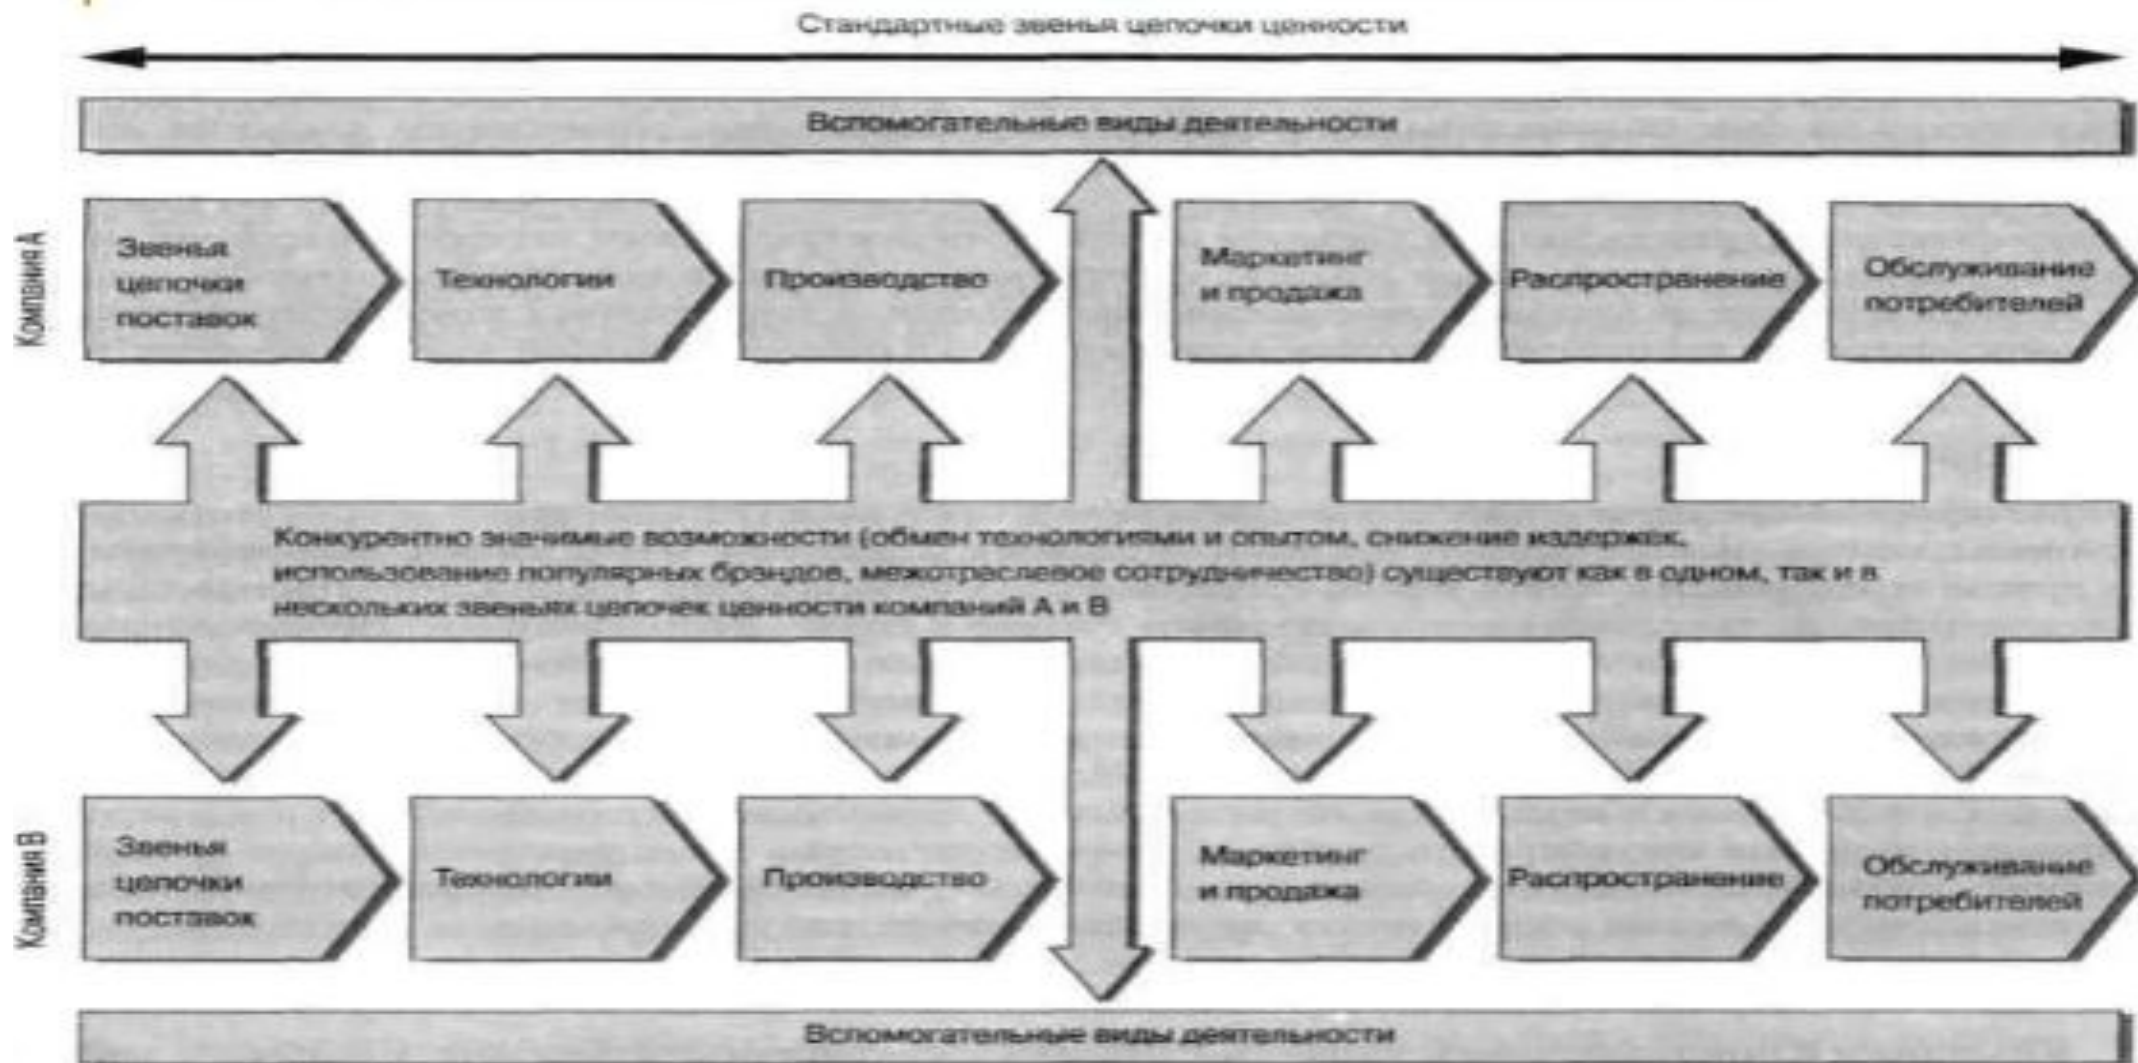 Стандартные звенья цепочки ценности
Вспомогательные виды деятельности
Компания А
Звенья
цепочки
поставок
Технологии
Производство
Маркетинг
и продажа
Распространение
Обслуживание
потребителей
Конкурентно значимые возможности (обмен технологиями и опытом, снижение издержек,
использование популярных брэндов, межотраслевое сотрудничество) существуют как в одном, так и в
нескольких звеньях цепочек ценности компаний А и В
Компания В
Звенья
цепочки
поставок
Технологии
Производство
Маркетинг
и продажа
Распространение
Обслуживание
потребителей
Вспомогательные виды деятельности